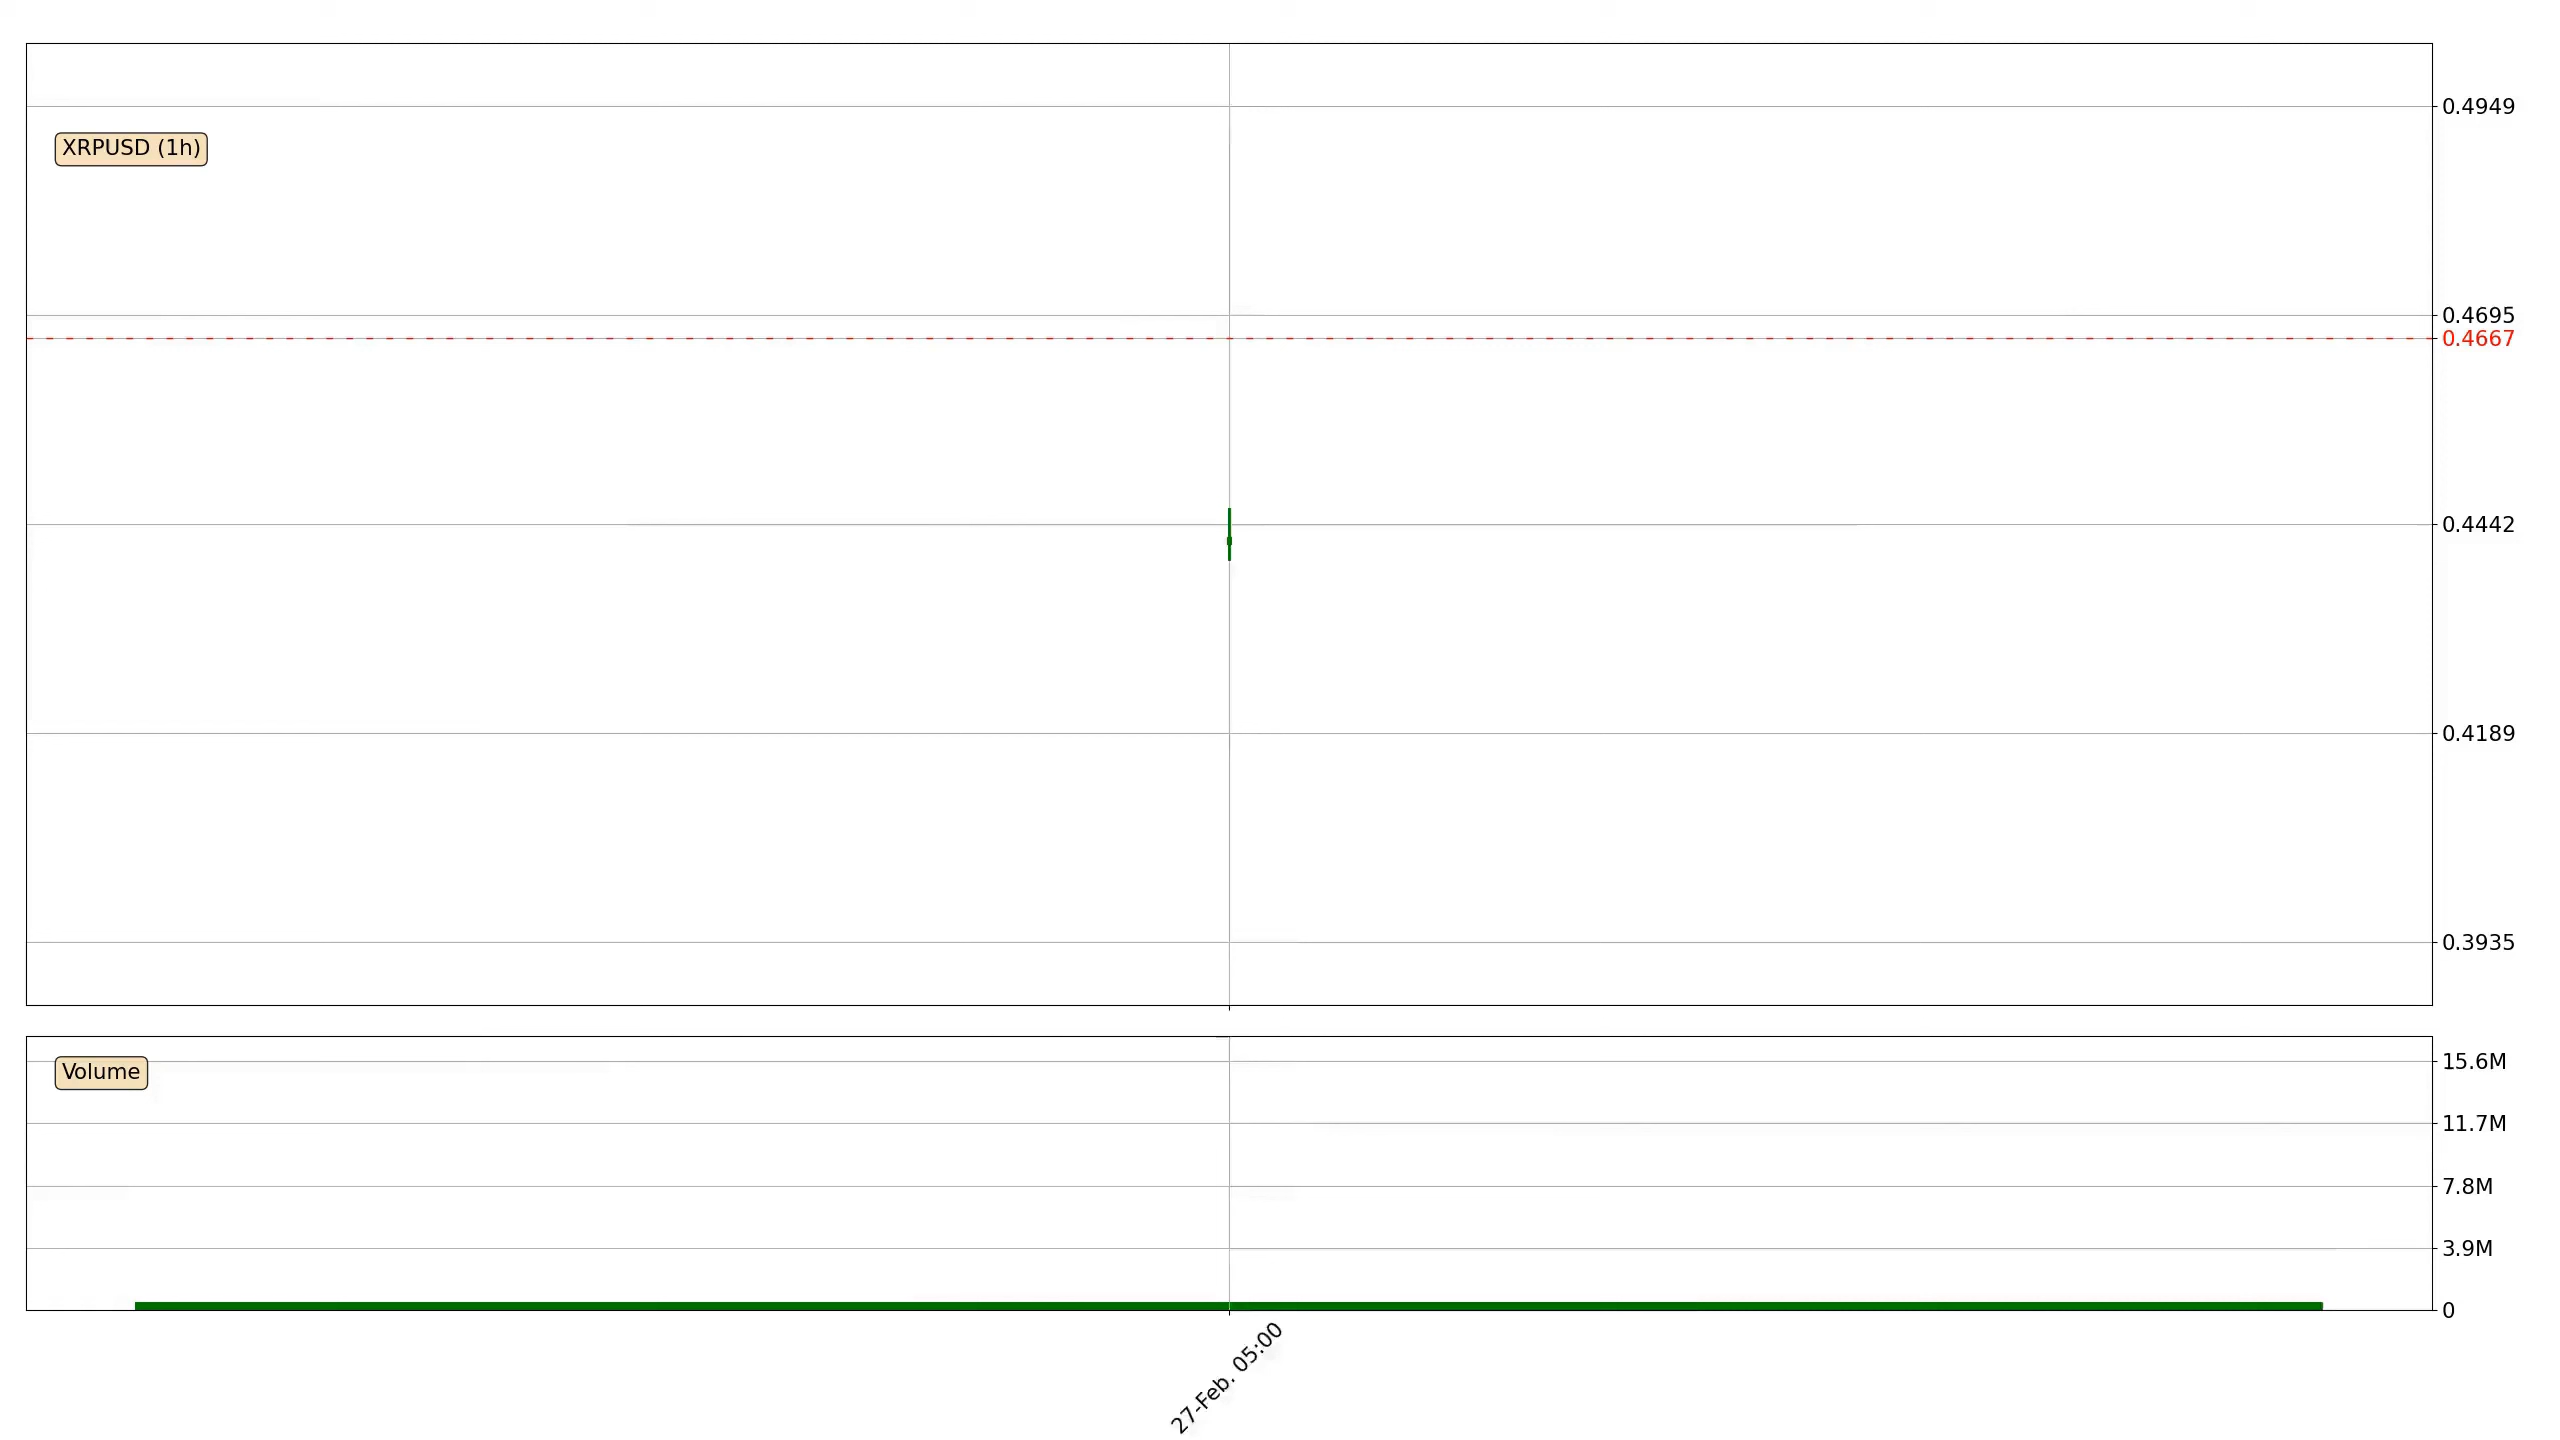 0.4949
XRPUSD (1h)
0.4695
0.4667
0.4442
0.4189
0.3935
Volume
15.6M
11.7M
7.8M
3.9M
0
27-Feb. 05:00